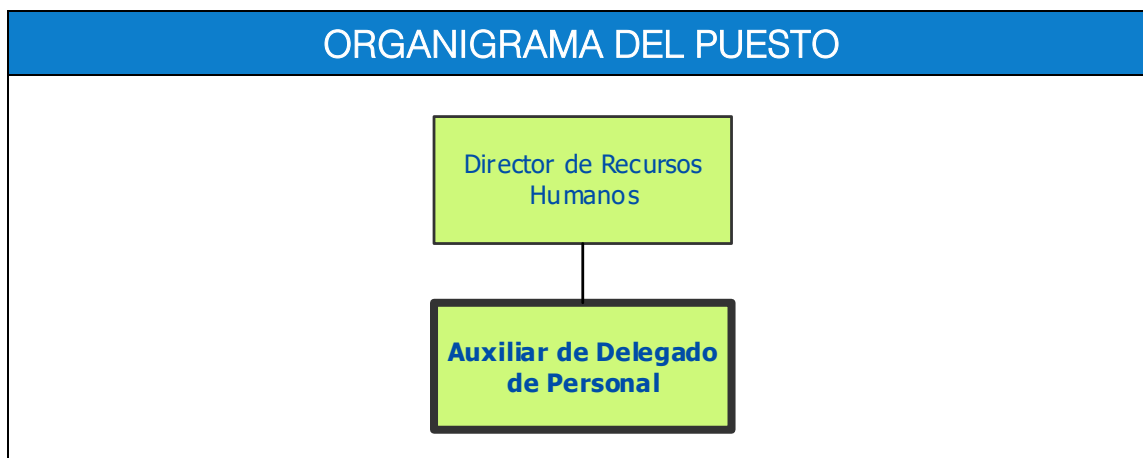 ORGANIGRAMA DEL PUESTO
Director de Recursos
Humanos
Auxiliar de Delegado
de Personal